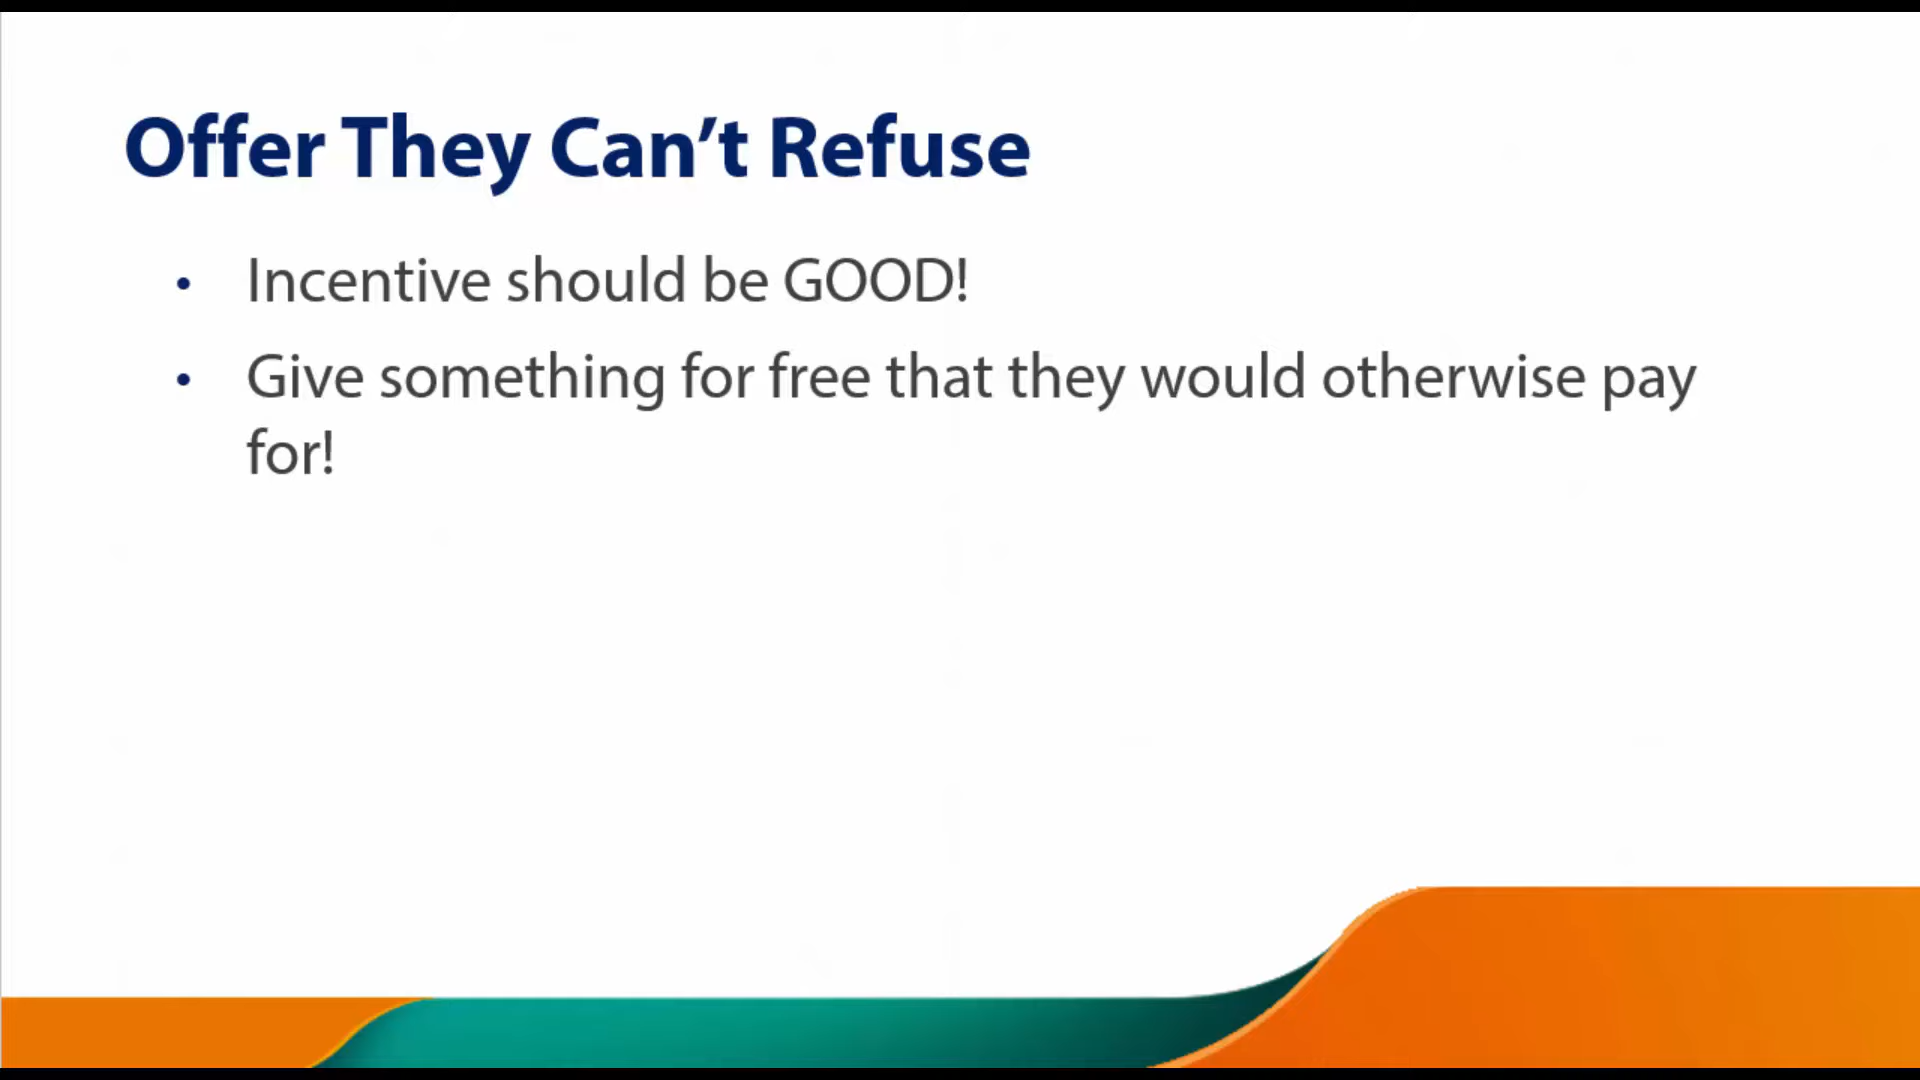 Offer They Can’t Refuse
• Incentive should be GOOD!
• Give something for free that they would otherwise pay
for!